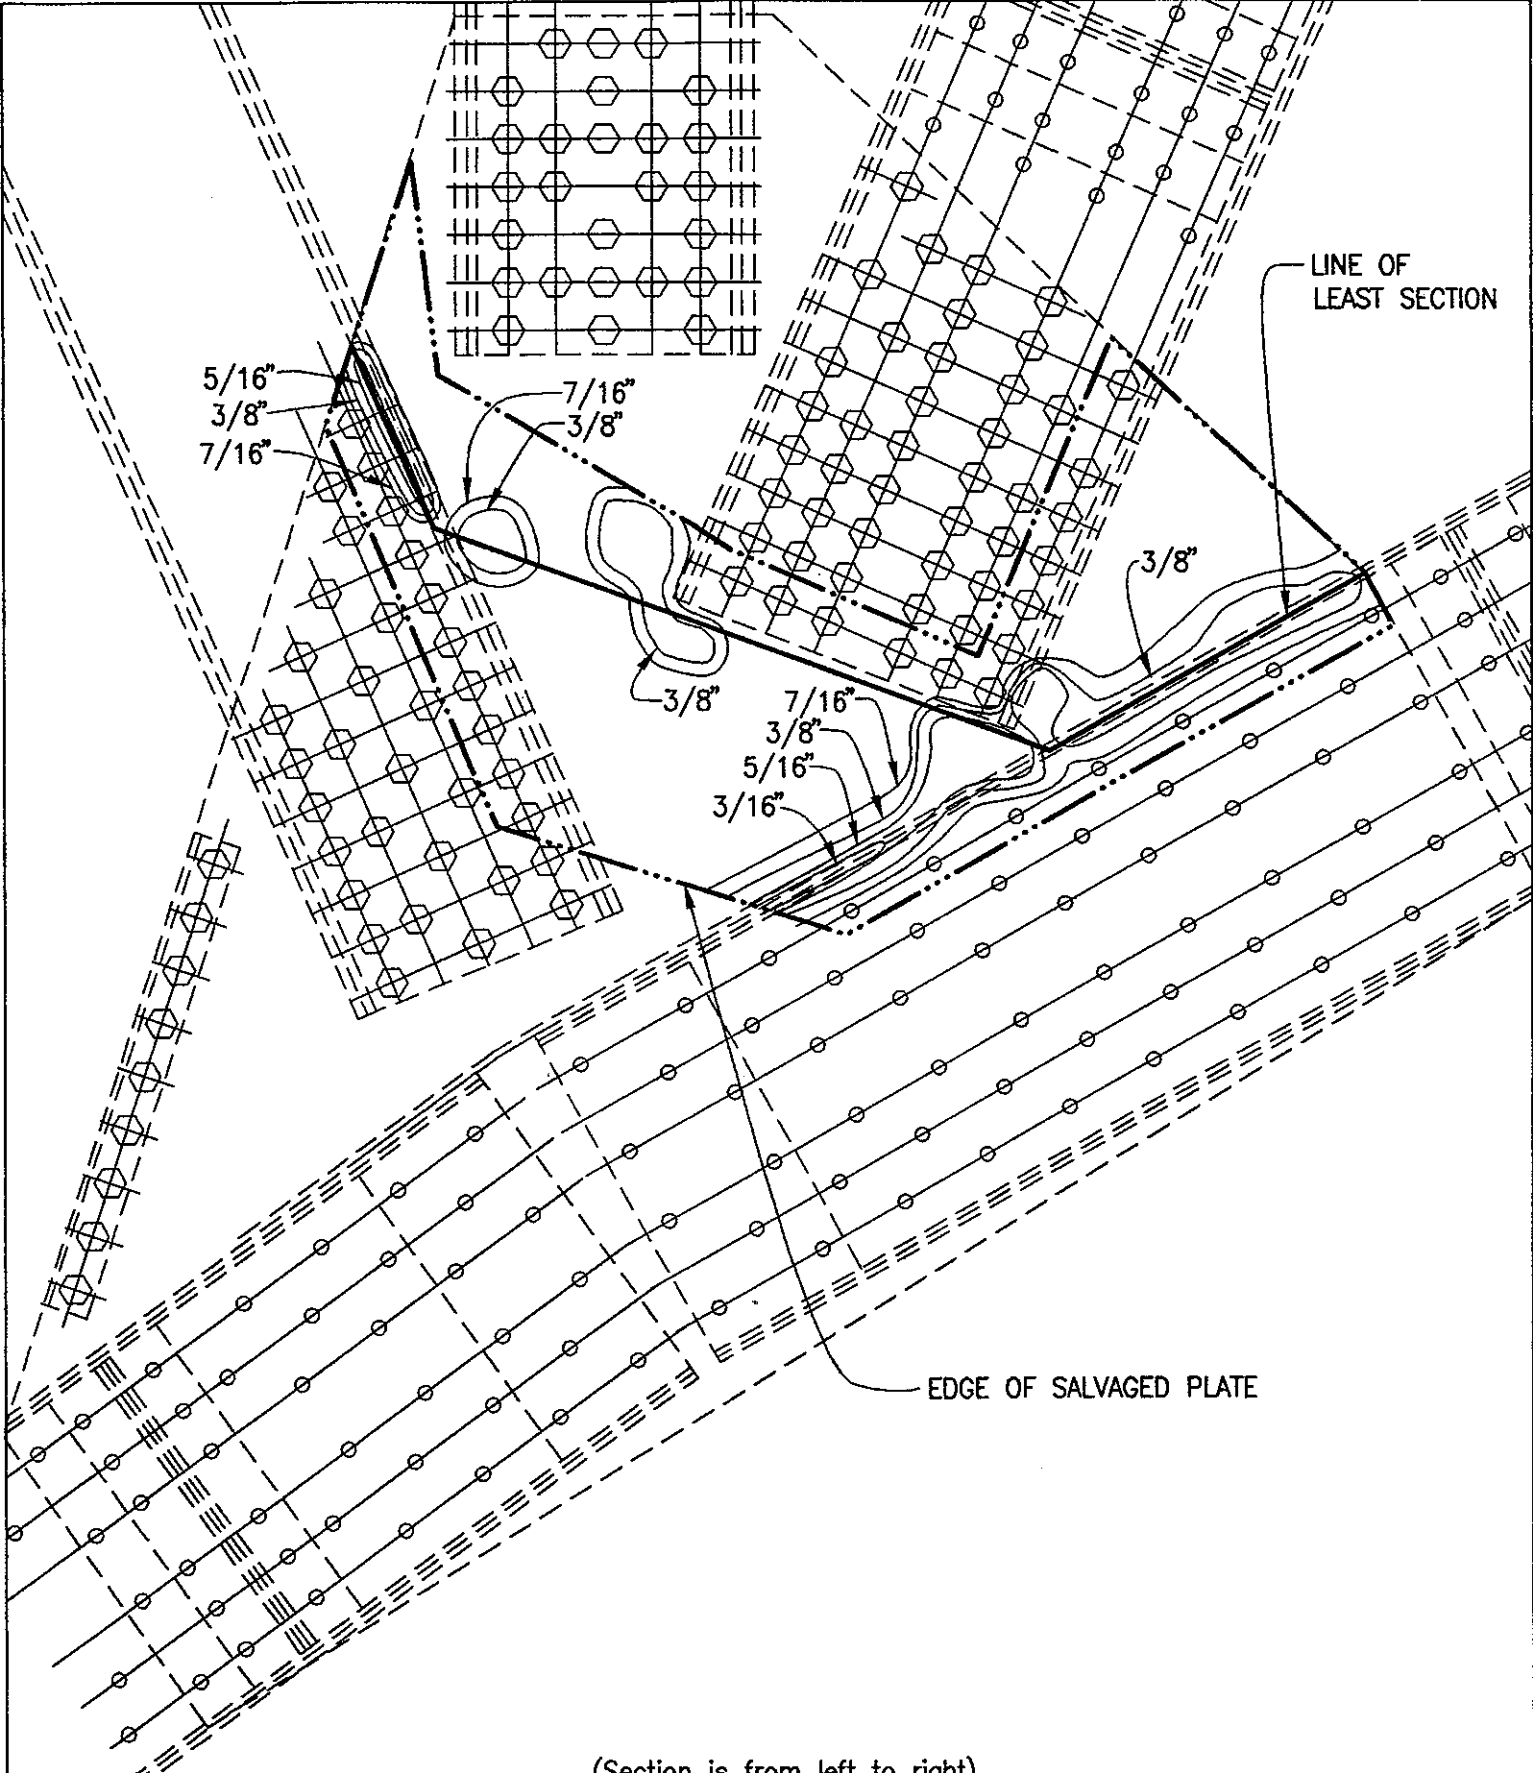 LINE OF
LEAST SECTION
5/16"
3/8"
7/16"
7/16"
3/8"
3/8"
3/8"
7/16"
3/8"
5/16"
3/16"
EDGE OF SALVAGED PLATE
(Section is from left to right)